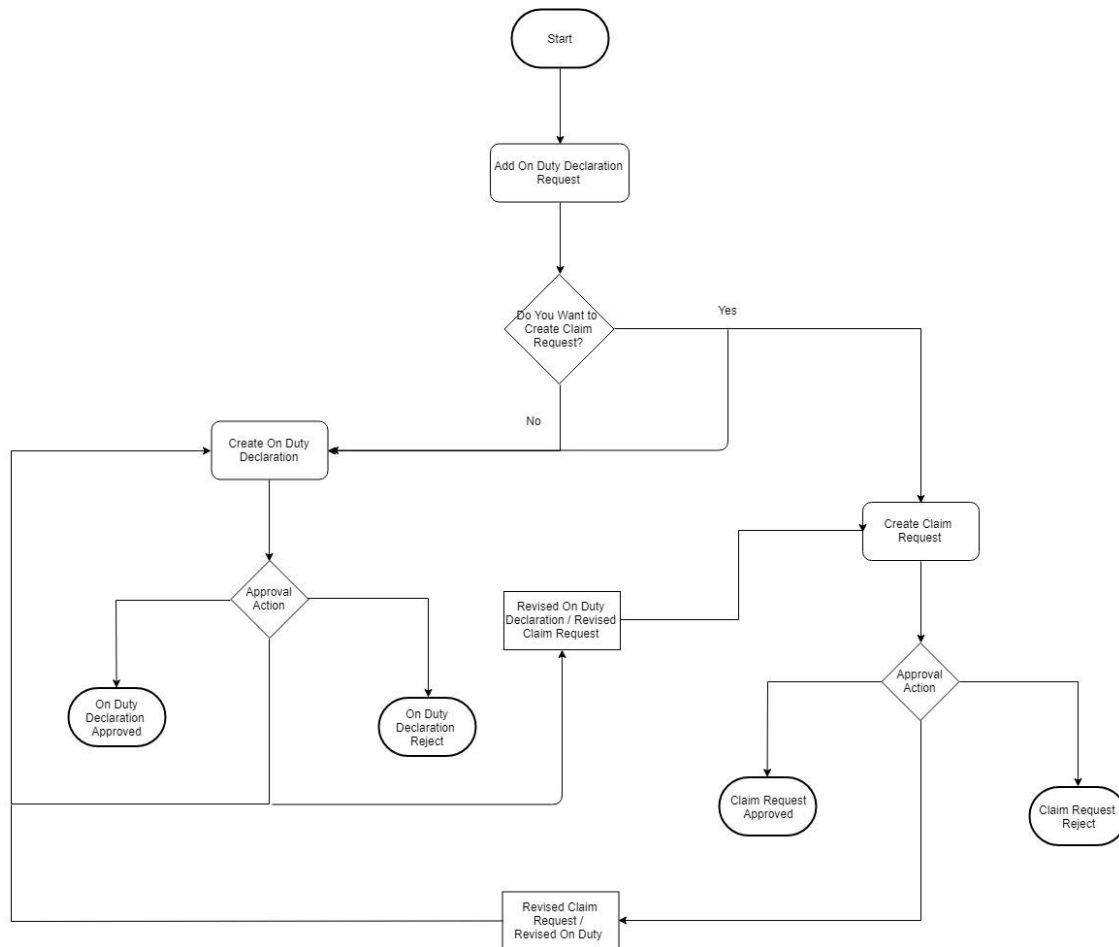 Start
Add On Duty Declaration
Request
Do You Want to
Create Claim
Request?
Yes
No
Create On Duty
Declaration
Create Claim
Request
Approval
Action
Revised On Duty
Declaration / Revised
Claim Request
Approval
Action
On Duty
Declaration
Approved
On Duty
Declaration
Reject
Claim Request
Approved
Claim Request
Reject
Revised Claim
Request /
Revised On Duty